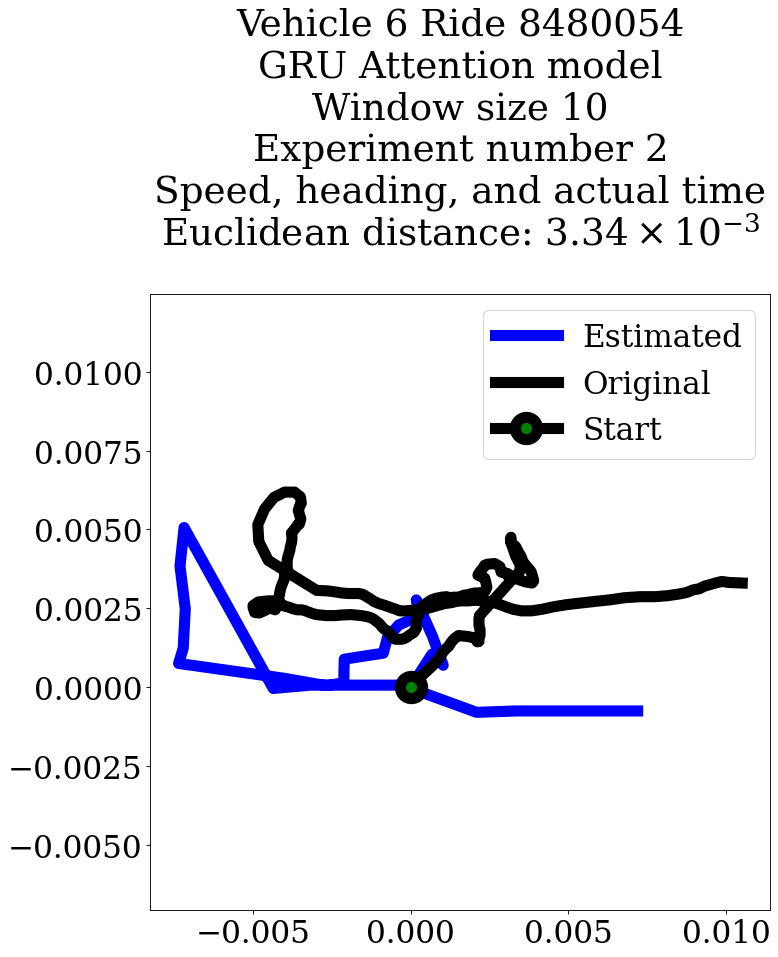 Vehicle 6 Ride 8480054
GRU Attention model
Window size 10
Experiment number 2
Speed, heading, and actual time
Euclidean distance: 3.34 × 10⁻³
Estimated
Original
Start
0.0100
0.0075
0.0050
0.0025
0.0000
−0.0025
−0.0050
−0.005 0.000 0.005 0.010